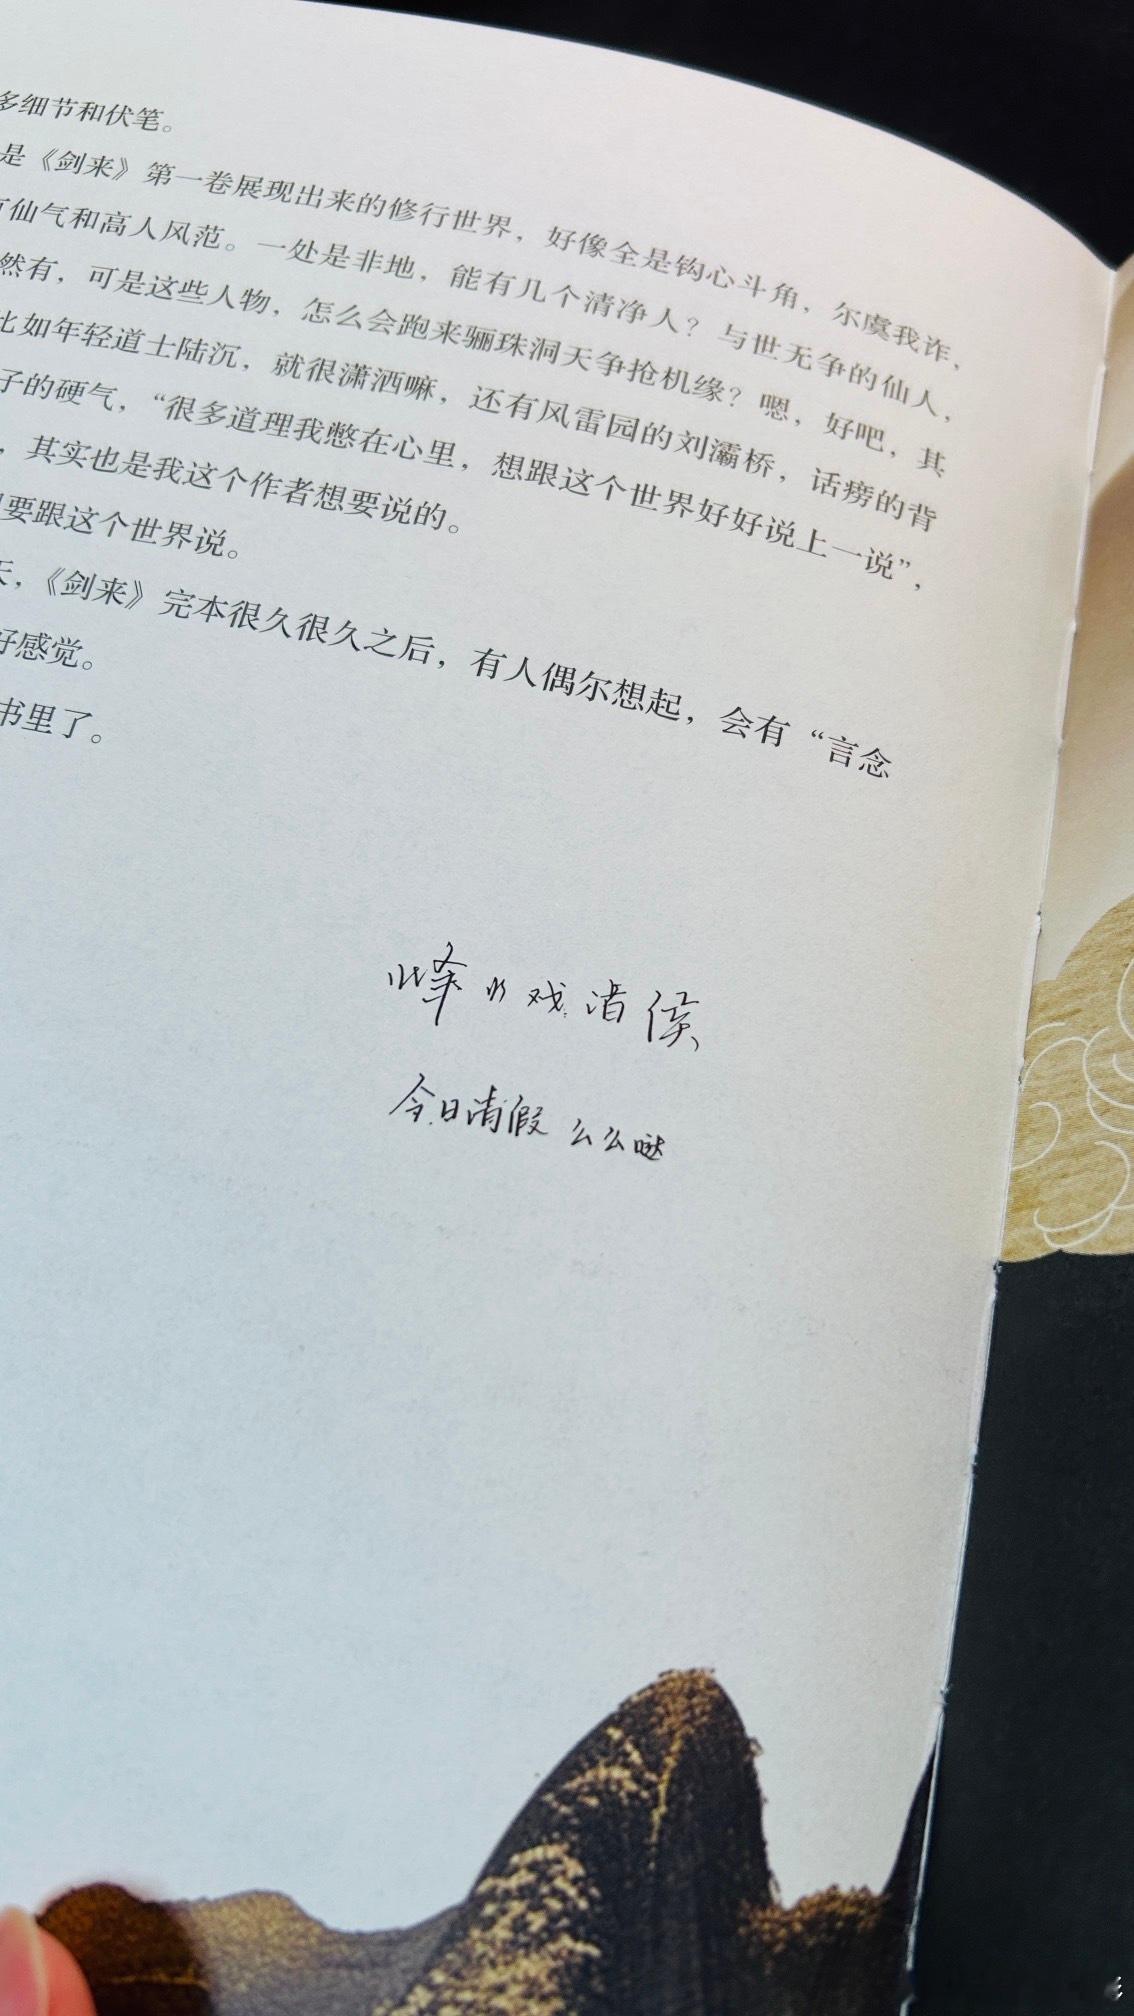 多细节和伏笔。
是《剑来》第一卷展现出来的修行世界，好像全是钩心斗角，尔虞我诈，
有仙气和高人风范。一处是非地，能有几个清净人？与世无争的仙人，
然有，可是这些人物，怎么会跑来骊珠洞天争抢机缘？嗯，好吧，其
比如年轻道士陆沉，就很潇洒嘛，还有风雷园的刘灞桥，话痨的背
子的硬气，“很多道理我憋在心里，想跟这个世界好好说上一说”，
，其实也是我这个作者想要说的。
要跟这个世界说。
天，《剑来》完本很久很久之后，有人偶尔想起，会有“言念
好感觉。
书里了。
烽火戏诸侯
今日销假 么么哒